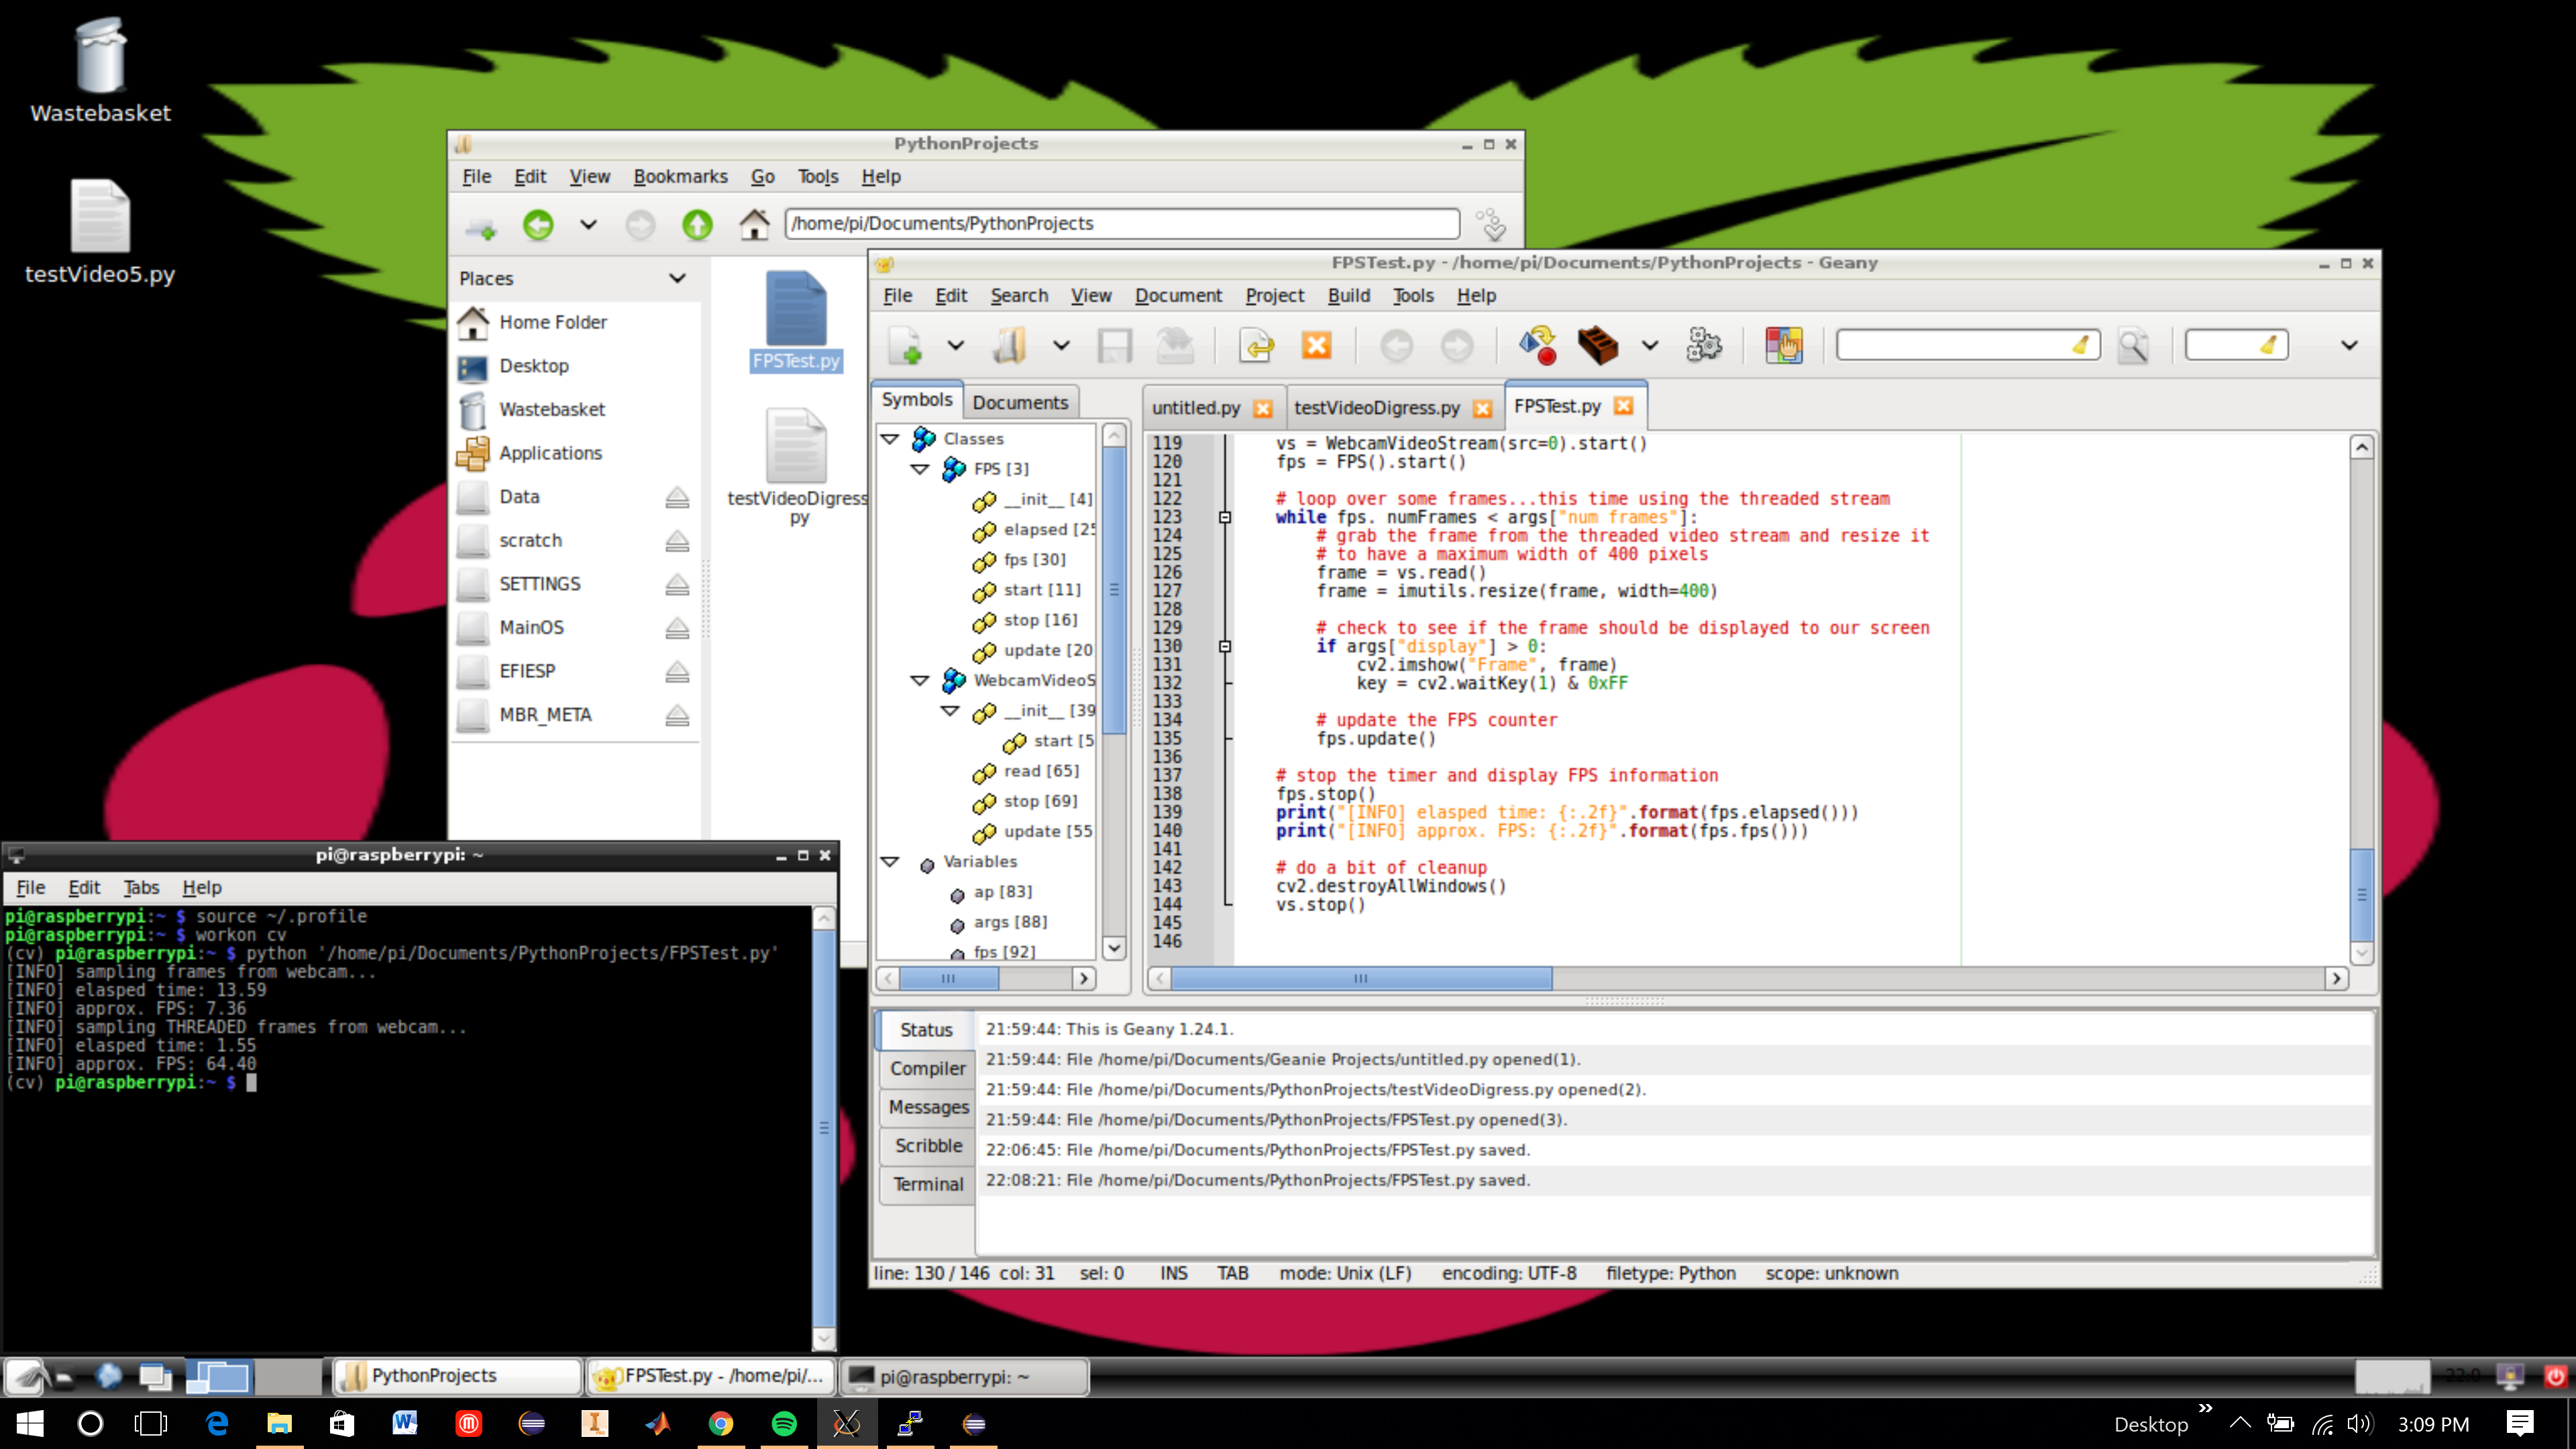 Wastebasket
testVideo5.py
PythonProjects
File Edit View Bookmarks Go Tools Help
/home/pi/Documents/PythonProjects
Places
Home Folder
Desktop
Wastebasket
Applications
Data
scratch
SETTINGS
MainOS
EFIESP
MBR_META
FPSTest.py
testVideoDigress
py
FPSTest.py - /home/pi/Documents/PythonProjects - Geany
File Edit Search View Document Project Build Tools Help
Symbols Documents
Classes
FPS [3]
__init__ [4]
elapsed [25
fps [30]
start [11]
stop [16]
update [20
WebcamVideoS
__init__ [39
start [5
read [65]
stop [69]
update [55
Variables
ap [83]
args [88]
fps [92]
untitled.py testVideoDigress.py FPSTest.py
119 vs = WebcamVideoStream(src=0).start()
120 fps = FPS().start()
121
122 # loop over some frames...this time using the threaded stream
123 while fps. numFrames < args["num frames"]:
124 # grab the frame from the threaded video stream and resize it
125 # to have a maximum width of 400 pixels
126 frame = vs.read()
127 frame = imutils.resize(frame, width=400)
128
129 # check to see if the frame should be displayed to our screen
130 if args["display"] > 0:
131 cv2.imshow("Frame", frame)
132 key = cv2.waitKey(1) & 0xFF
133
134 # update the FPS counter
135 fps.update()
136
137 # stop the timer and display FPS information
138 fps.stop()
139 print("[INFO] elasped time: {:.2f}".format(fps.elapsed()))
140 print("[INFO] approx. FPS: {:.2f}".format(fps.fps()))
141
142 # do a bit of cleanup
143 cv2.destroyAllWindows()
144 vs.stop()
145
146
Status
Compiler
Messages
Scribble
Terminal
21:59:44: This is Geany 1.24.1.
21:59:44: File /home/pi/Documents/Geanie Projects/untitled.py opened(1).
21:59:44: File /home/pi/Documents/PythonProjects/testVideoDigress.py opened(2).
21:59:44: File /home/pi/Documents/PythonProjects/FPSTest.py opened(3).
22:06:45: File /home/pi/Documents/PythonProjects/FPSTest.py saved.
22:08:21: File /home/pi/Documents/PythonProjects/FPSTest.py saved.
line: 130 / 146 col: 31 sel: 0 INS TAB mode: Unix (LF) encoding: UTF-8 filetype: Python scope: unknown
pi@raspberrypi: ~
File Edit Tabs Help
pi@raspberrypi:~ $ source ~/.profile
pi@raspberrypi:~ $ workon cv
(cv) pi@raspberrypi:~ $ python '/home/pi/Documents/PythonProjects/FPSTest.py'
[INFO] sampling frames from webcam...
[INFO] elasped time: 13.59
[INFO] approx. FPS: 7.36
[INFO] sampling THREADED frames from webcam...
[INFO] elasped time: 1.55
[INFO] approx. FPS: 64.40
(cv) pi@raspberrypi:~ $
PythonProjects
FPSTest.py - /home/pi/...
pi@raspberrypi: ~
22:0
Desktop
3:09 PM